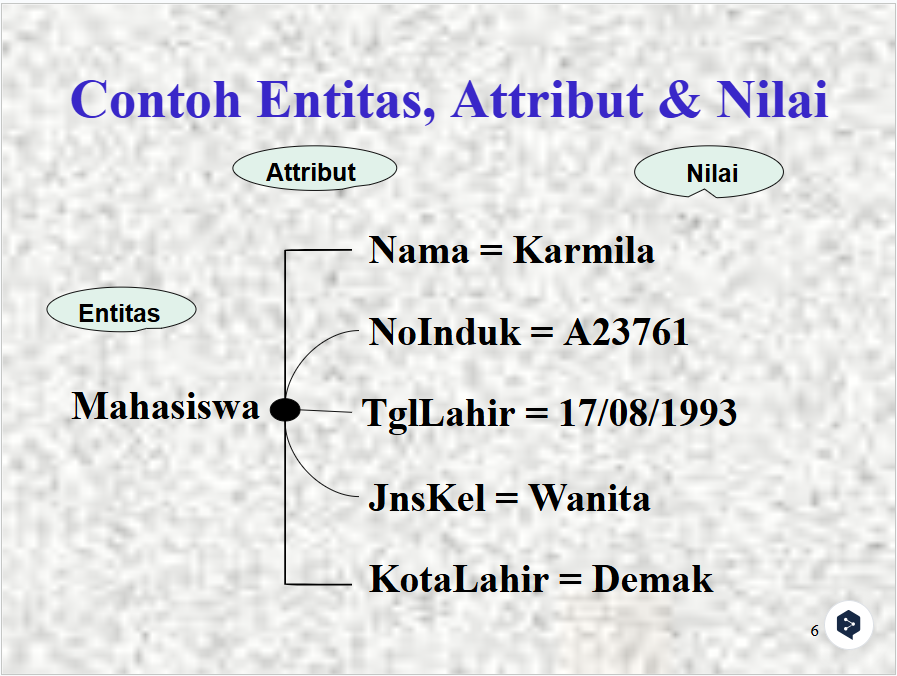 Contoh Entitas, Attribut & Nilai
Attribut
Nilai
Nama = Karmila
Entitas
NoInduk = A23761
Mahasiswa
TglLahir = 17/08/1993
JnsKel = Wanita
KotaLahir = Demak
6